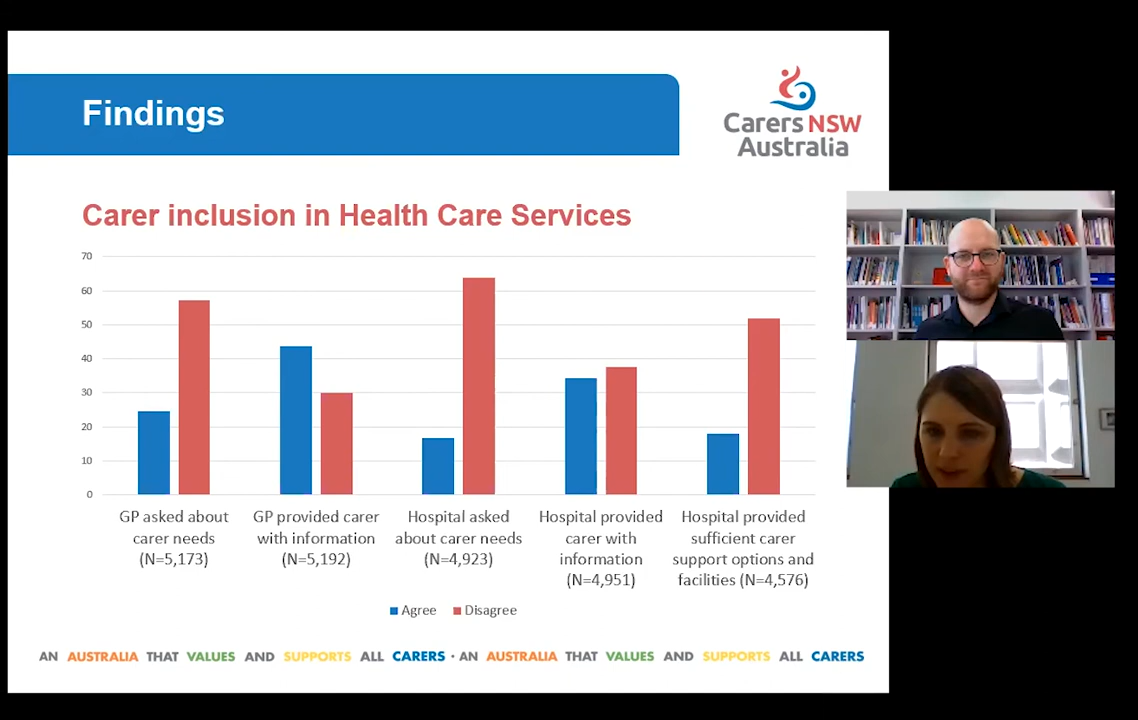 Findings
Carers NSW
Australia
Carer inclusion in Health Care Services
70
60
50
40
30
20
10
0
GP asked about
carer needs
(N=5,173)
GP provided carer
with information
(N=5,192)
Hospital asked
about carer needs
(N=4,923)
Hospital provided
carer with
information
(N=4,951)
Hospital provided
sufficient carer
support options and
facilities (N=4,576)
Agree Disagree
AN AUSTRALIA THAT VALUES AND SUPPORTS ALL CARERS · AN AUSTRALIA THAT VALUES AND SUPPORTS ALL CARERS